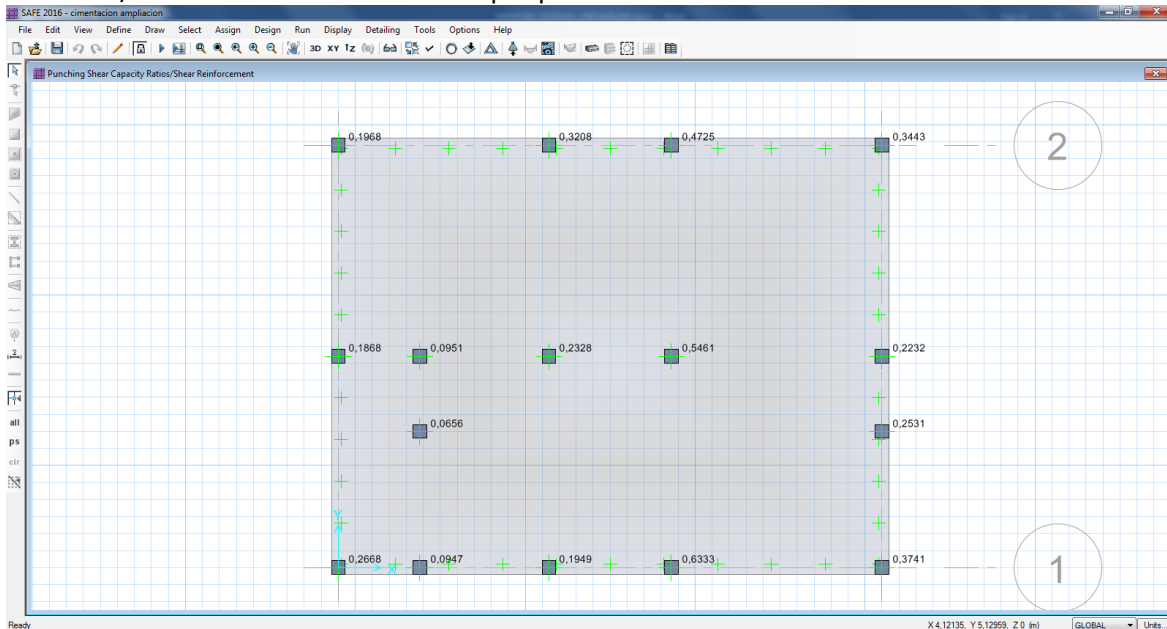 SAFE 2016 - cimentacion ampliacion
File Edit View Define Draw Select Assign Design Run Display Detailing Tools Options Help
3D XY
Punching Shear Capacity Ratios/Shear Reinforcement
0,1968 0,3208 0,4725 0,3443
2
0,1868 0,0951 0,2328 0,5461 0,2232
all
0,0656 0,2531
ps
clr
Y
0,2668 0,0947 0,1949 0,6333 0,3741
X
1
Ready X 4,12135, Y 5,12959, Z 0 (m) GLOBAL Units...